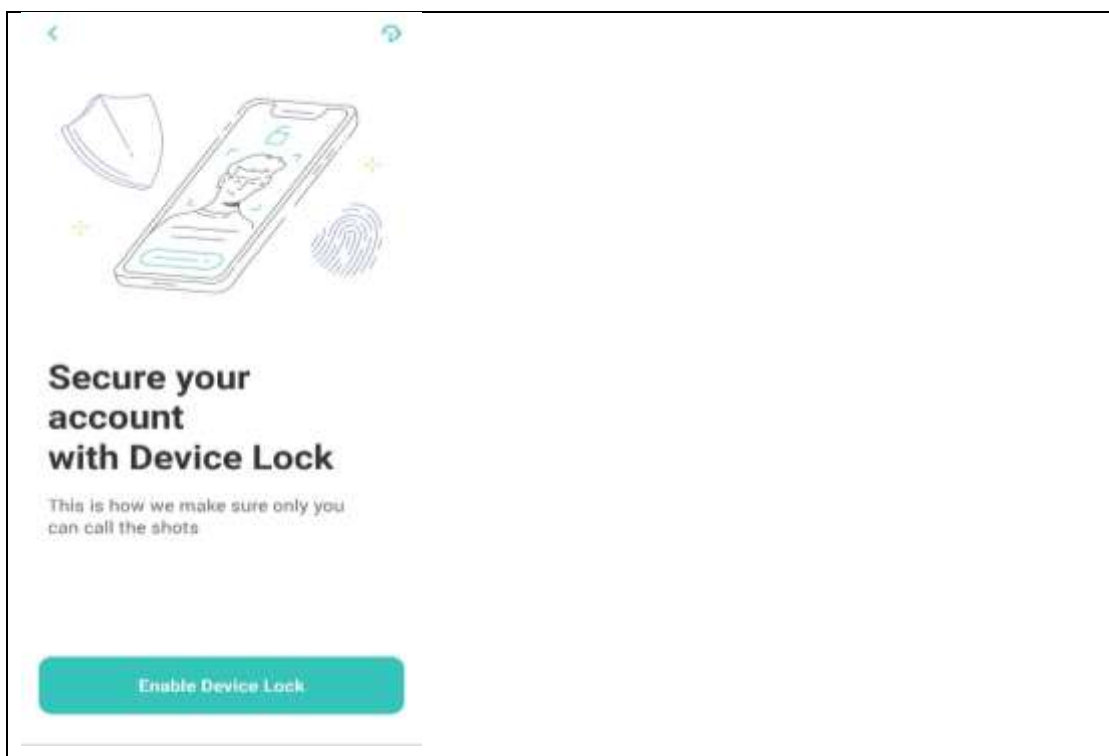 Secure your
account
with Device Lock
This is how we make sure only you
can call the shots
Enable Device Lock